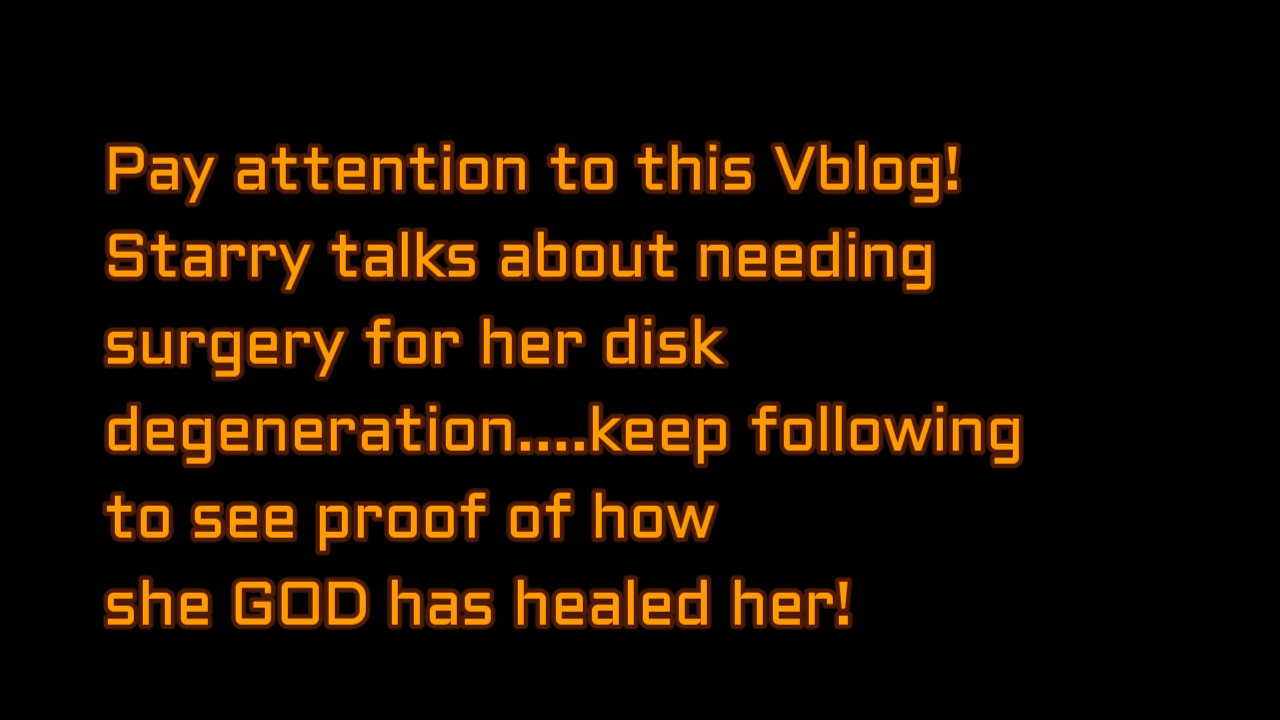 Pay attention to this Vblog!
Starry talks about needing
surgery for her disk
degeneration....keep following
to see proof of how
she GOD has healed her!